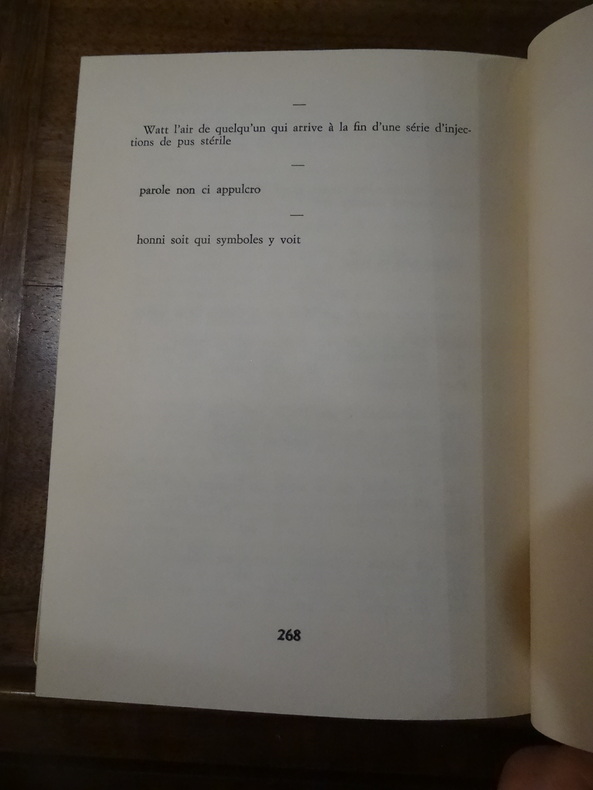 —
Watt l'air de quelqu'un qui arrive à la fin d'une série d'injec-
tions de pus stérile
—
parole non ci appulcro
—
honni soit qui symboles y voit
268